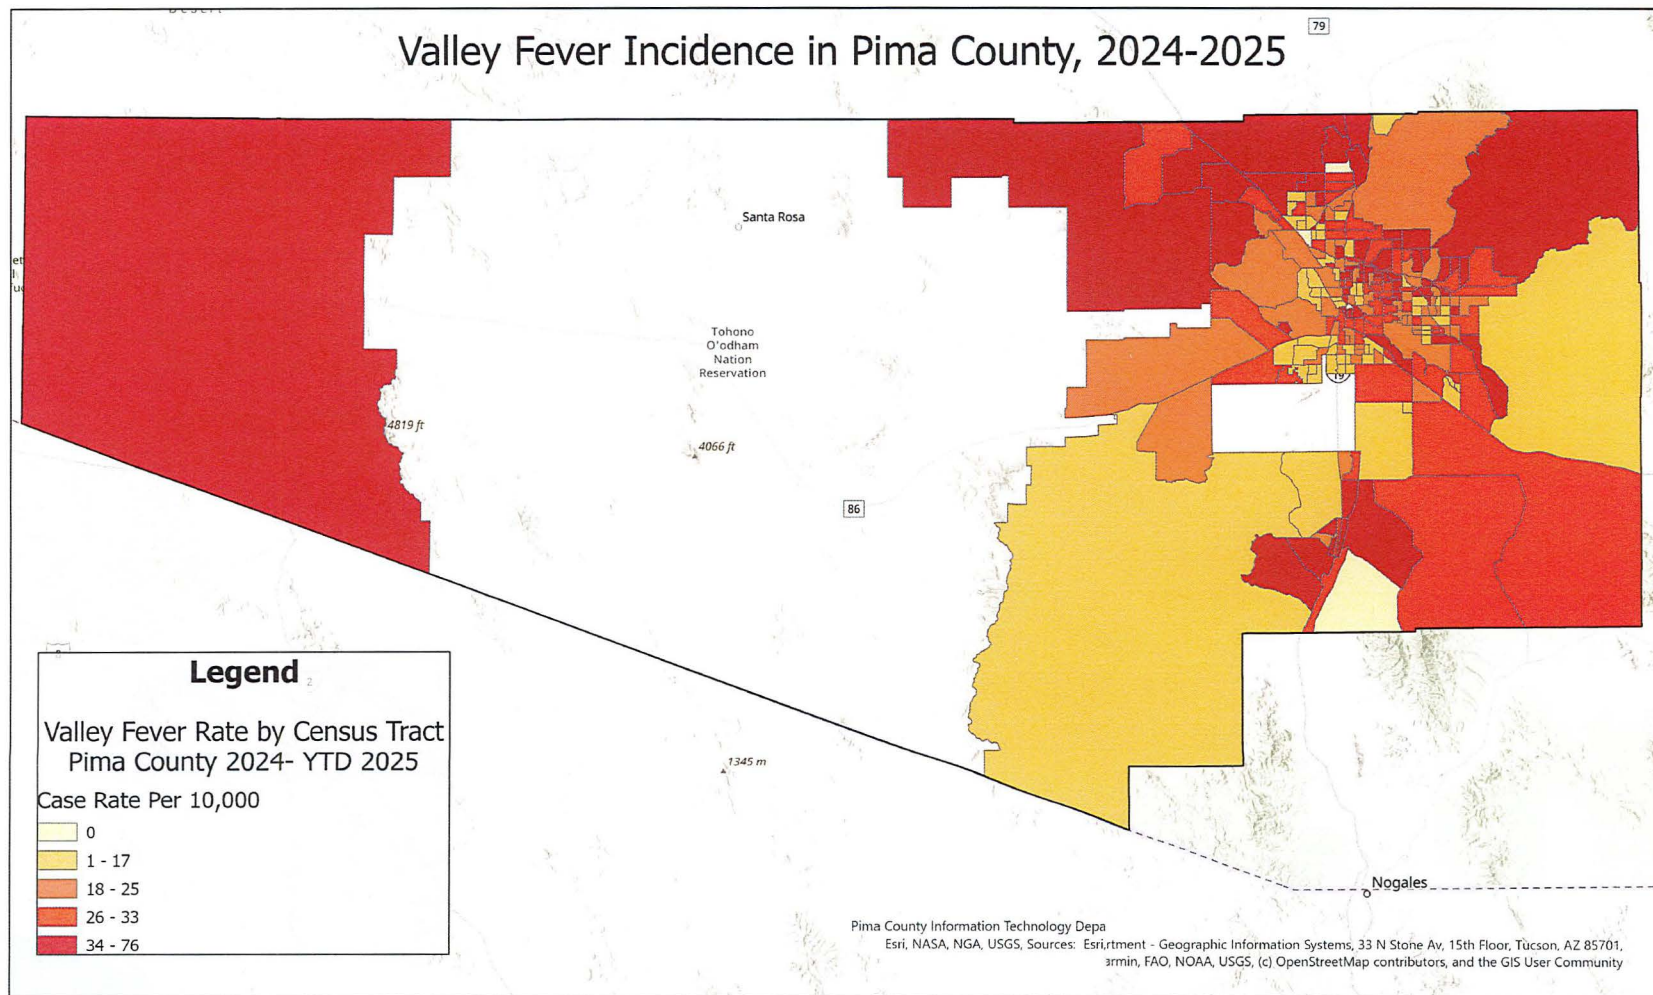 79
Valley Fever Incidence in Pima County, 2024-2025
Santa Rosa
Tohono
O'odham
Nation
Reservation
19
4819 ft
4066 ft
86
Legend
2
Valley Fever Rate by Census Tract
Pima County 2024- YTD 2025
Case Rate Per 10,000
0
1 - 17
18 - 25
26 - 33
34 - 76
1345 m
Nogales
Pima County Information Technology Depa
Esri, NASA, NGA, USGS, Sources: Esri,rtment - Geographic Information Systems, 33 N Stone Av, 15th Floor, Tucson, AZ 85701,
armin, FAO, NOAA, USGS, (c) OpenStreetMap contributors, and the GIS User Community